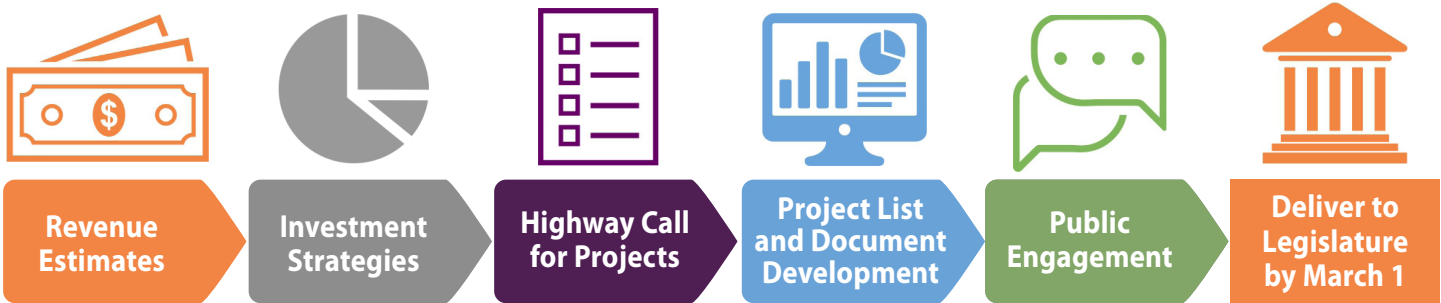 $
Revenue
Estimates
Investment
Strategies
Highway Call
for Projects
Project List
and Document
Development
Public
Engagement
Deliver to
Legislature
by March 1